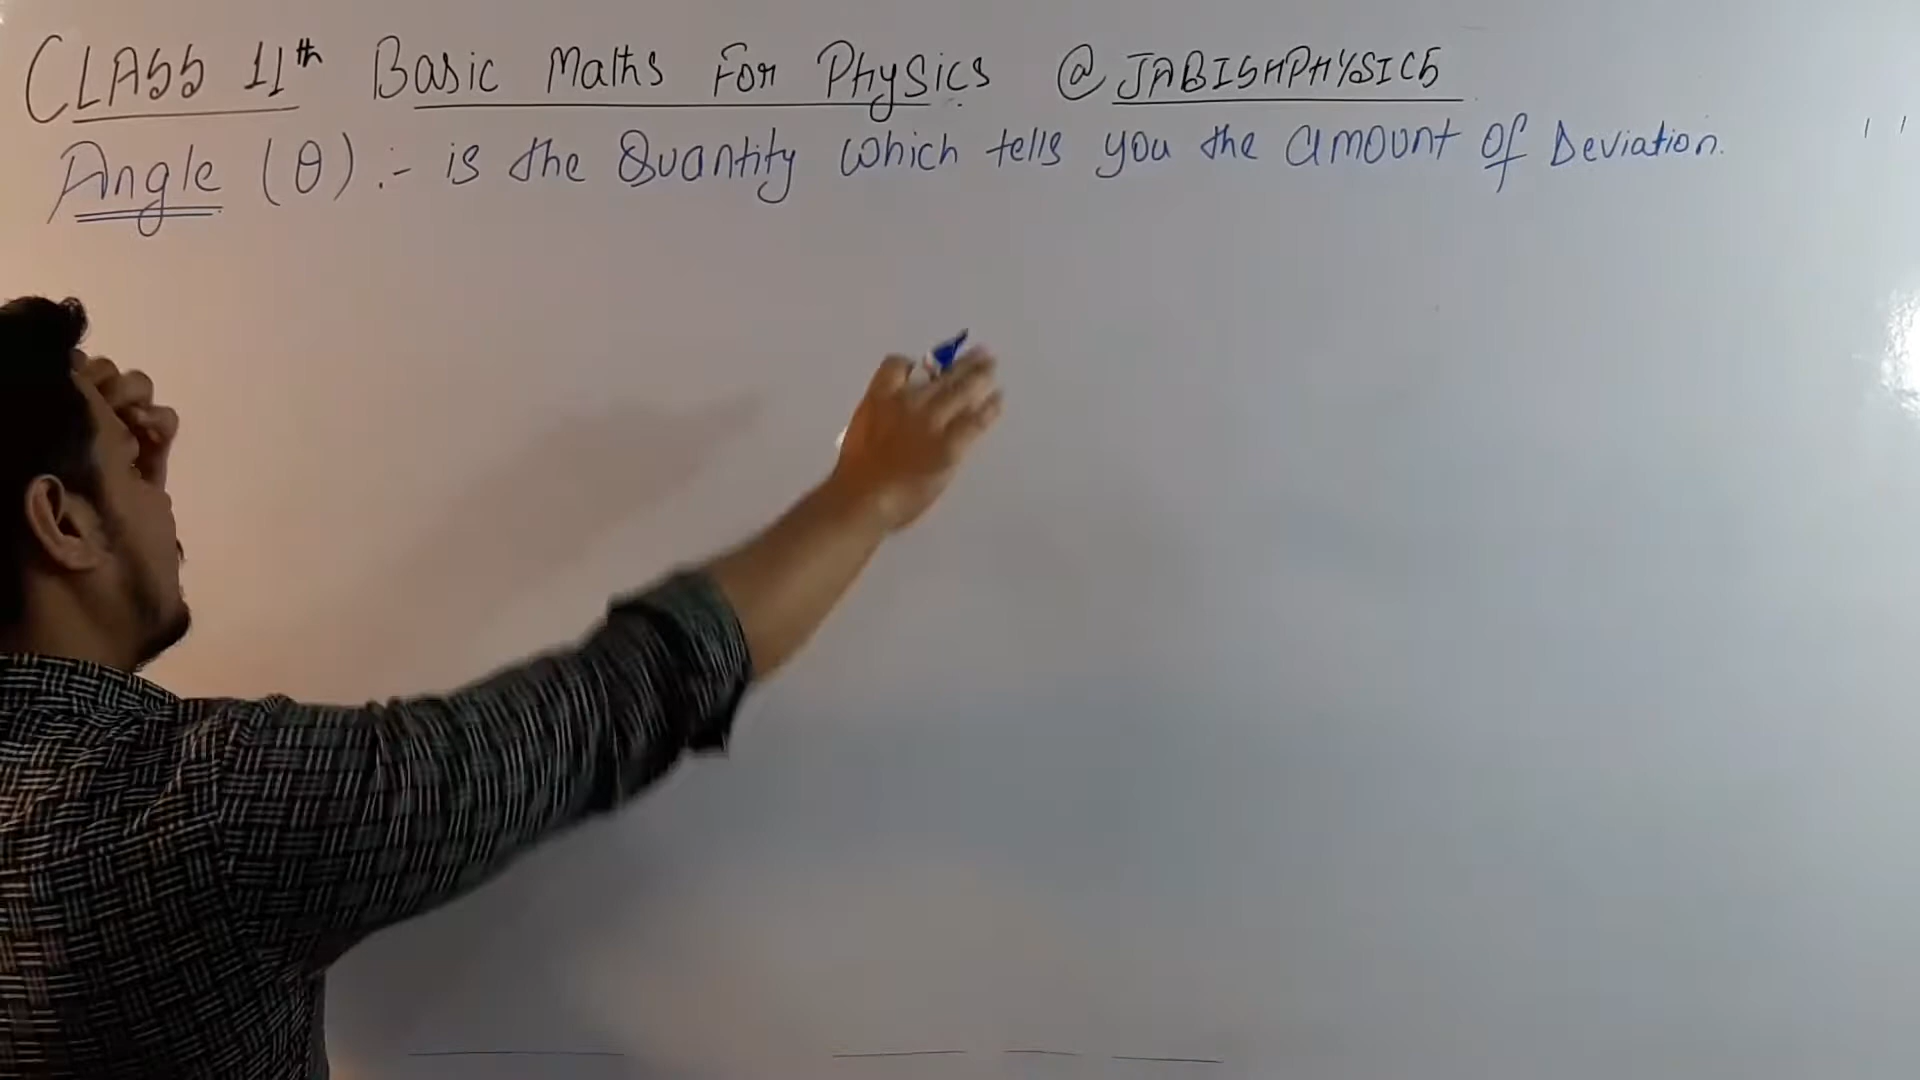 CLASS 11th Basic Maths For Physics @JABISHPHYSICS
Angle (θ) :- is the Quantity which tells you the amount of Deviation.